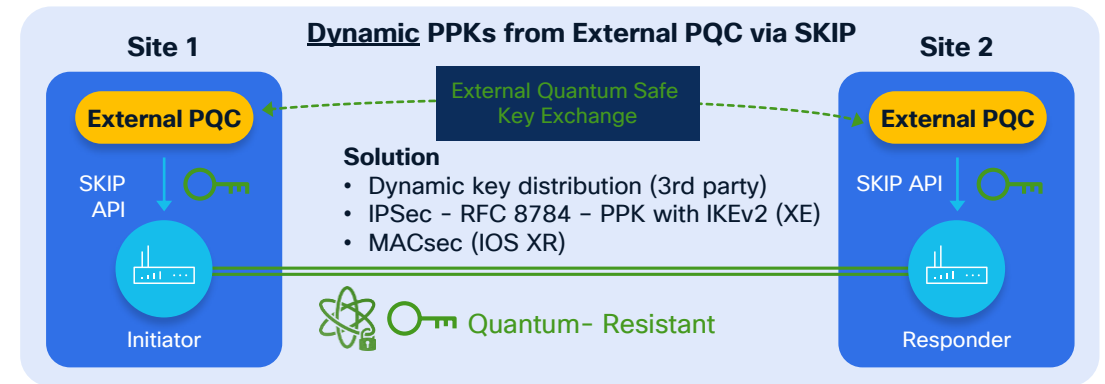 Dynamic PPKs from External PQC via SKIP
Site 1
External PQC
SKIP
API
Initiator
External Quantum Safe
Key Exchange
Solution
• Dynamic key distribution (3rd party)
• IPSec - RFC 8784 – PPK with IKEv2 (XE)
• MACsec (IOS XR)
Quantum- Resistant
Site 2
External PQC
SKIP API
Responder